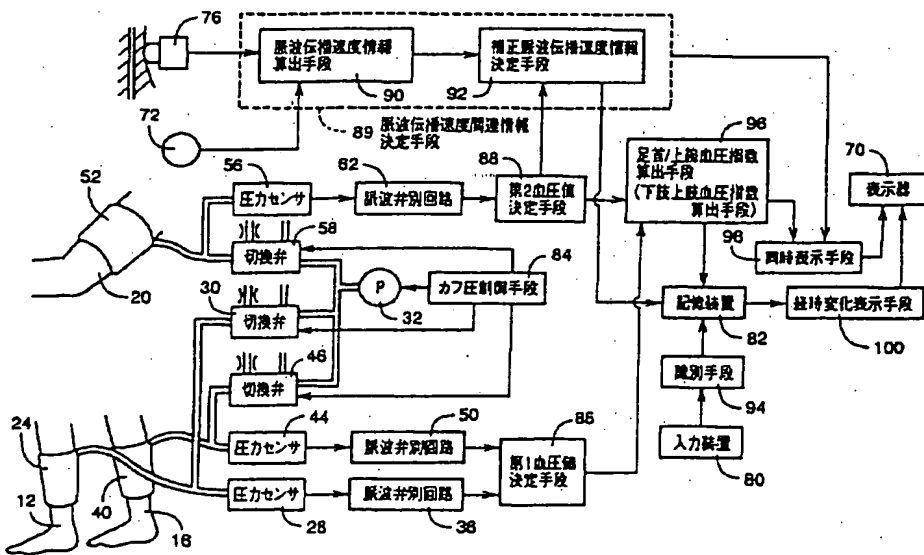 76
脈波伝播速度情報
算出手段
90
補正脈波伝播速度情報
決定手段
92
72
89
脈波伝播速度関連情報
決定手段
52
56
圧力センサ
62
脈波弁別回路
88
第2血圧値
決定手段
96
足首/上腕血圧指数
算出手段
(下肢上肢血圧指数
算出手段)
70
表示器
58
切換弁
20
84
カフ圧制御手段
P
32
98
同時表示手段
30
切換弁
記憶装置
82
経時変化表示手段
100
46
切換弁
識別手段
94
24
44
圧力センサ
50
脈波弁別回路
86
第1血圧値
決定手段
入力装置
80
12
40
16
圧力センサ
28
脈波弁別回路
36